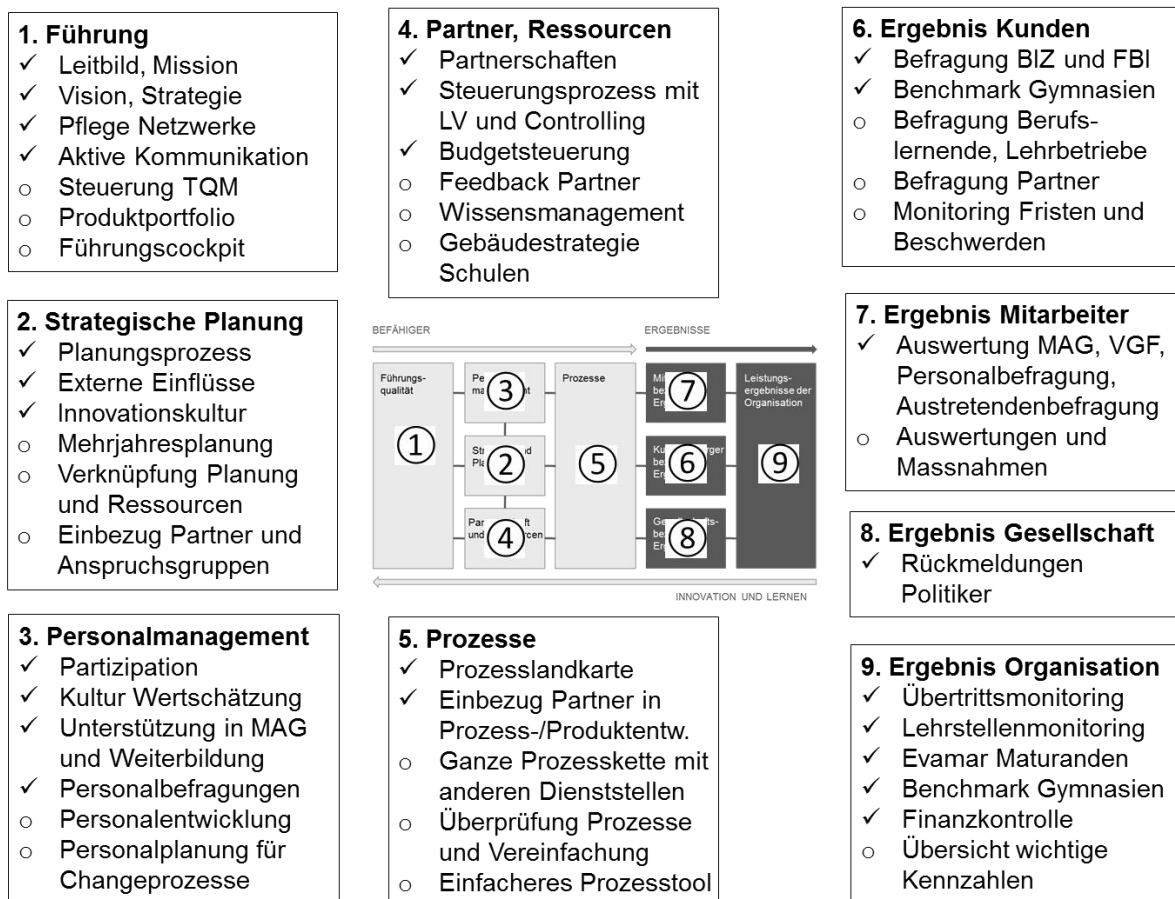 1. Führung
✓ Leitbild, Mission
✓ Vision, Strategie
✓ Pflege Netzwerke
✓ Aktive Kommunikation
○ Steuerung TQM
○ Produktportfolio
○ Führungscockpit
2. Strategische Planung
✓ Planungsprozess
✓ Externe Einflüsse
✓ Innovationskultur
○ Mehrjahresplanung
○ Verknüpfung Planung
und Ressourcen
○ Einbezug Partner und
Anspruchsgruppen
3. Personalmanagement
✓ Partizipation
✓ Kultur Wertschätzung
✓ Unterstützung in MAG
und Weiterbildung
✓ Personalbefragungen
○ Personalentwicklung
○ Personalplanung für
Changeprozesse
4. Partner, Ressourcen
✓ Partnerschaften
✓ Steuerungsprozess mit
LV und Controlling
✓ Budgetsteuerung
○ Feedback Partner
○ Wissensmanagement
○ Gebäudestrategie
Schulen
BEFÄHIGER
ERGEBNISSE
Führungs-
qualität
1
3
2
4
Prozesse
5
7
6
8
Leistungs-
ergebnisse der
Organisation
9
INNOVATION UND LERNEN
5. Prozesse
✓ Prozesslandkarte
✓ Einbezug Partner in
Prozess-/Produktentw.
○ Ganze Prozesskette mit
anderen Dienststellen
○ Überprüfung Prozesse
und Vereinfachung
○ Einfacheres Prozesstool
6. Ergebnis Kunden
✓ Befragung BIZ und FBI
✓ Benchmark Gymnasien
○ Befragung Berufs-
lernende, Lehrbetriebe
○ Befragung Partner
○ Monitoring Fristen und
Beschwerden
7. Ergebnis Mitarbeiter
✓ Auswertung MAG, VGF,
Personalbefragung,
Austretendenbefragung
○ Auswertungen und
Massnahmen
8. Ergebnis Gesellschaft
✓ Rückmeldungen
Politiker
9. Ergebnis Organisation
✓ Übertrittsmonitoring
✓ Lehrstellenmonitoring
✓ Evamar Maturanden
✓ Benchmark Gymnasien
✓ Finanzkontrolle
○ Übersicht wichtige
Kennzahlen